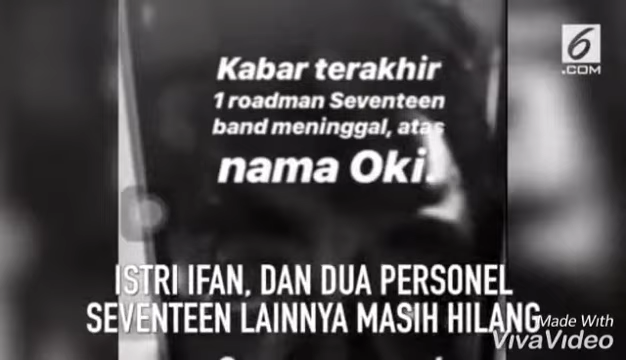 6
.COM
Kabar terakhir
1 roadman Seventeen
band meninggal, atas
nama Oki.
ISTRI IFAN, DAN DUA PERSONEL
SEVENTEEN LAINNYA MASIH HILANG
Made With
VivaVideo